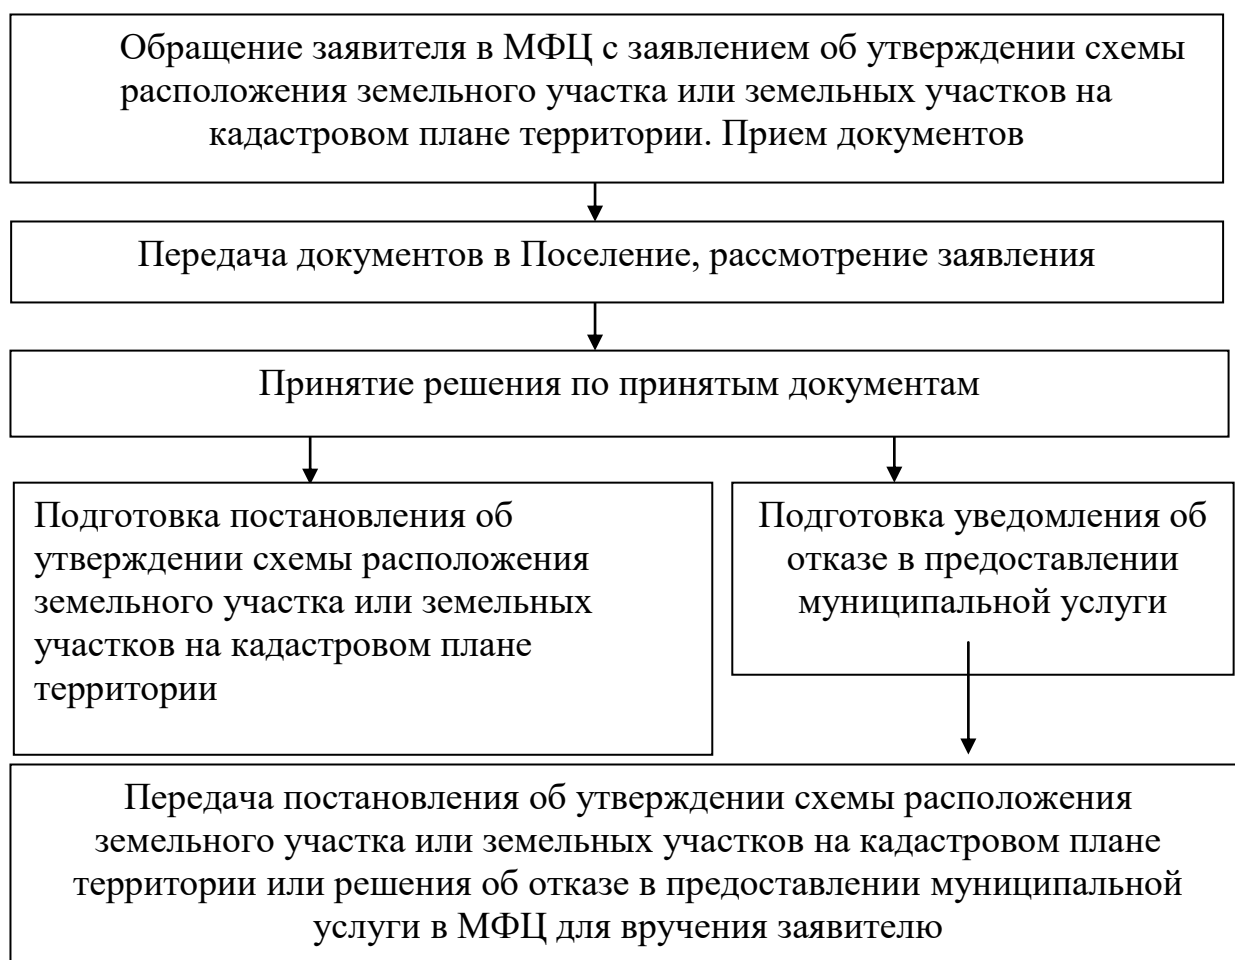 Обращение заявителя в МФЦ с заявлением об утверждении схемы
расположения земельного участка или земельных участков на
кадастровом плане территории. Прием документов
Передача документов в Поселение, рассмотрение заявления
Принятие решения по принятым документам
Подготовка постановления об
утверждении схемы расположения
земельного участка или земельных
участков на кадастровом плане
территории
Подготовка уведомления об
отказе в предоставлении
муниципальной услуги
Передача постановления об утверждении схемы расположения
земельного участка или земельных участков на кадастровом плане
территории или решения об отказе в предоставлении муниципальной
услуги в МФЦ для вручения заявителю